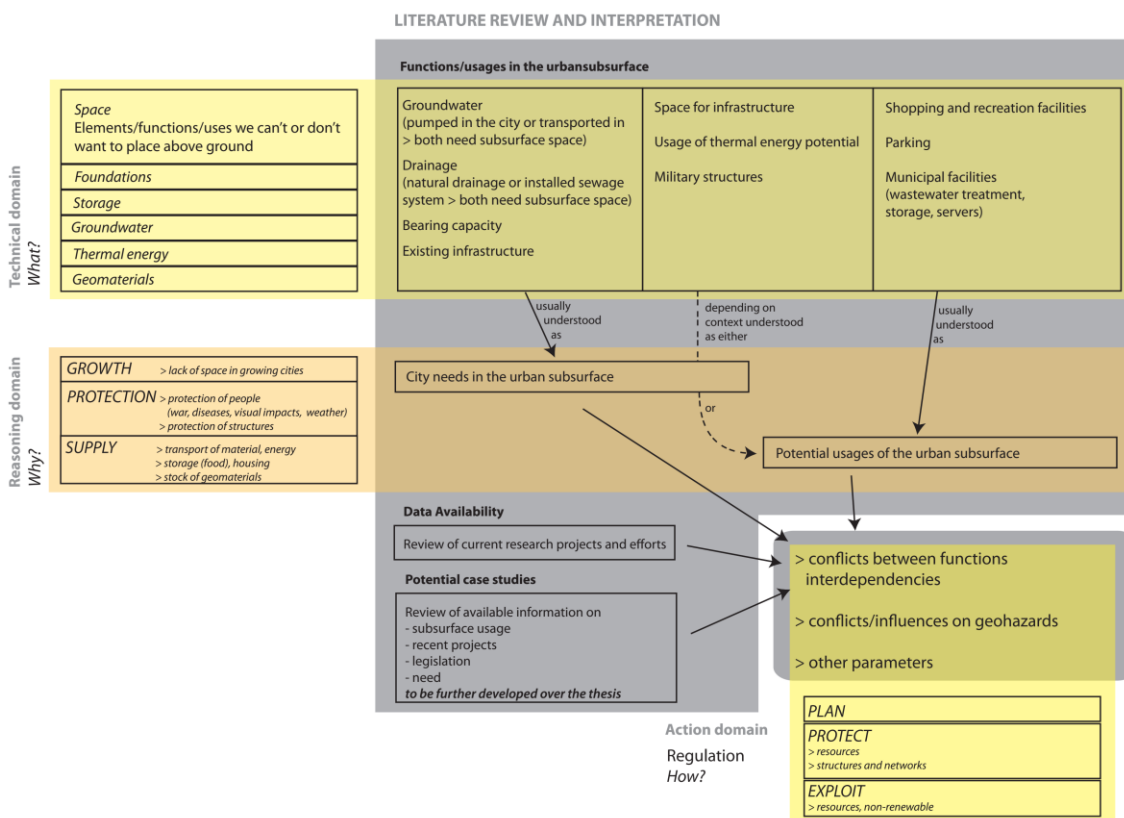 LITERATURE REVIEW AND INTERPRETATION
Functions/usages in the urbansubsurface
Technical domain
What?
Space
Elements/functions/uses we can't or don't
want to place above ground
Foundations
Storage
Groundwater
Thermal energy
Geomaterials
Groundwater
(pumped in the city or transported in
> both need subsurface space)
Drainage
(natural drainage or installed sewage
system > both need subsurface space)
Bearing capacity
Existing infrastructure
Space for infrastructure
Usage of thermal energy potential
Military structures
Shopping and recreation facilities
Parking
Municipal facilities
(wastewater treatment,
storage, servers)
usually
understood
as
depending on
context understood
as either
usually
understood
as
Reasoning domain
Why?
GROWTH > lack of space in growing cities
PROTECTION > protection of people
(war, diseases, visual impacts, weather)
> protection of structures
SUPPLY > transport of material, energy
> storage (food), housing
> stock of geomaterials
City needs in the urban subsurface
or
Potential usages of the urban subsurface
Data Availability
Review of current research projects and efforts
Potential case studies
Review of available information on
- subsurface usage
- recent projects
- legislation
- need
to be further developed over the thesis
> conflicts between functions
interdependencies
> conflicts/influences on geohazards
> other parameters
Action domain
Regulation
How?
PLAN
PROTECT
> resources
> structures and networks
EXPLOIT
> resources, non-renewable